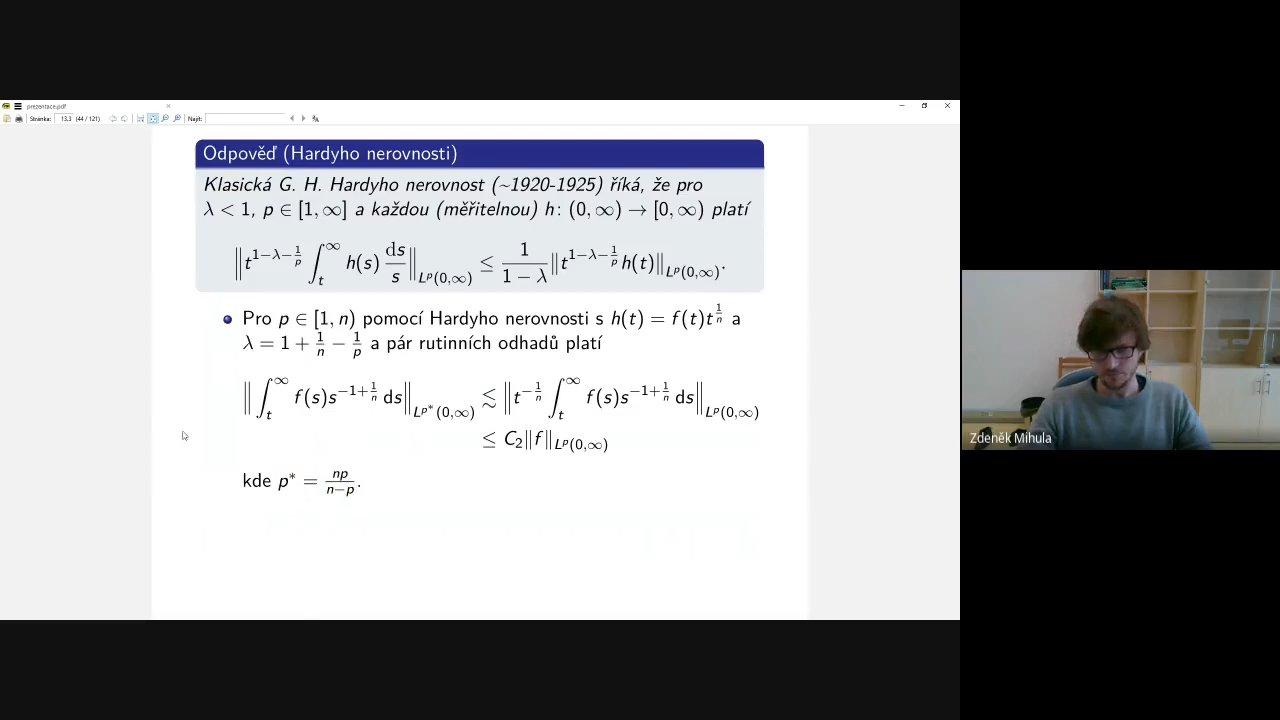 prezentace.pdf
Stránka: 13,3 (44 / 121) Najít:
Odpověď (Hardyho nerovnosti)
Klasická G. H. Hardyho nerovnost (~1920-1925) říká, že pro
λ < 1, p ∈ [1, ∞] a každou (měřitelnou) h: (0, ∞) → [0, ∞) platí
‖t^{1−λ−1/p} ∫_t^∞ h(s) ds/s‖_{L^p(0,∞)} ≤ 1/(1 − λ) ‖t^{1−λ−1/p} h(t)‖_{L^p(0,∞)}.
Pro p ∈ [1, n) pomocí Hardyho nerovnosti s h(t) = f(t)t^{1/n} a
λ = 1 + 1/n − 1/p a pár rutinních odhadů platí
‖∫_t^∞ f(s)s^{−1+1/n} ds‖_{L^{p*}(0,∞)} ≲ ‖t^{−1/n} ∫_t^∞ f(s)s^{−1+1/n} ds‖_{L^p(0,∞)}
≤ C₂‖f‖_{L^p(0,∞)}
kde p* = np/(n−p).
Zdeněk Mihula